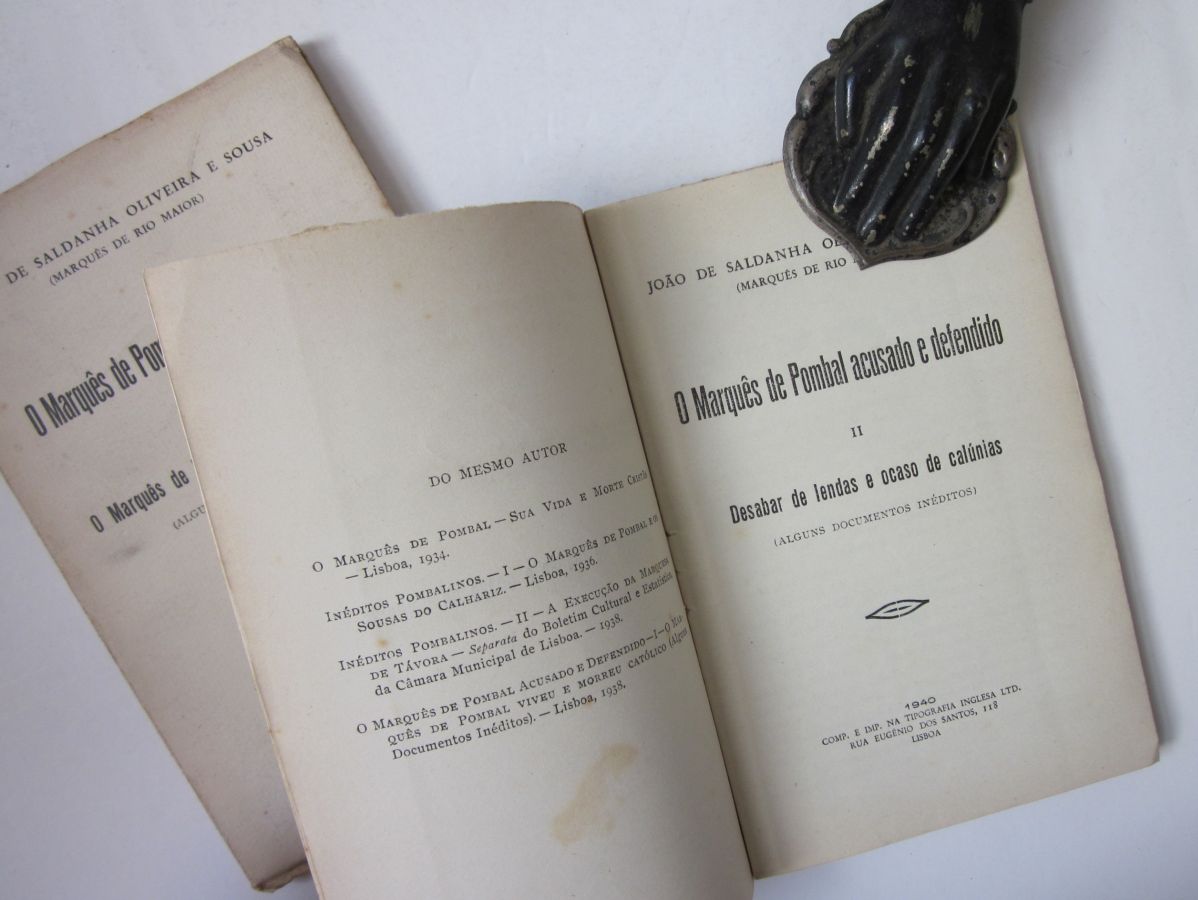 DE SALDANHA OLIVEIRA E SOUSA
(MARQUÊS DE RIO MAIOR)
O Marquês de
O Marquês de
DO MESMO AUTOR
O MARQUÊS DE POMBAL — SUA VIDA E MORTE CRISTÃS
— Lisboa, 1934.
INÉDITOS POMBALINOS. — I — O MARQUÊS DE POMBAL E OS
SOUSAS DO CALHARIZ. — Lisboa, 1936.
INÉDITOS POMBALINOS. — II — A EXECUÇÃO DA MARQUESA
DE TÁVORA — Separata do Boletim Cultural e Estatístico
da Câmara Municipal de Lisboa. — 1938.
O MARQUÊS DE POMBAL ACUSADO E DEFENDIDO — I — O MAR-
QUÊS DE POMBAL VIVEU E MORREU CATÓLICO (Alguns
Documentos Inéditos). — Lisboa, 1938.
JOÃO DE SALDANHA
(MARQUÊS DE RIO
O Marquês de Pombal acusado e defendido
II
Desabar de lendas e ocaso de calúnias
(ALGUNS DOCUMENTOS INÉDITOS)
1940
COMP. E IMP. NA TIPOGRAFIA INGLESA LTD.
RUA EUGÉNIO DOS SANTOS, 118
LISBOA